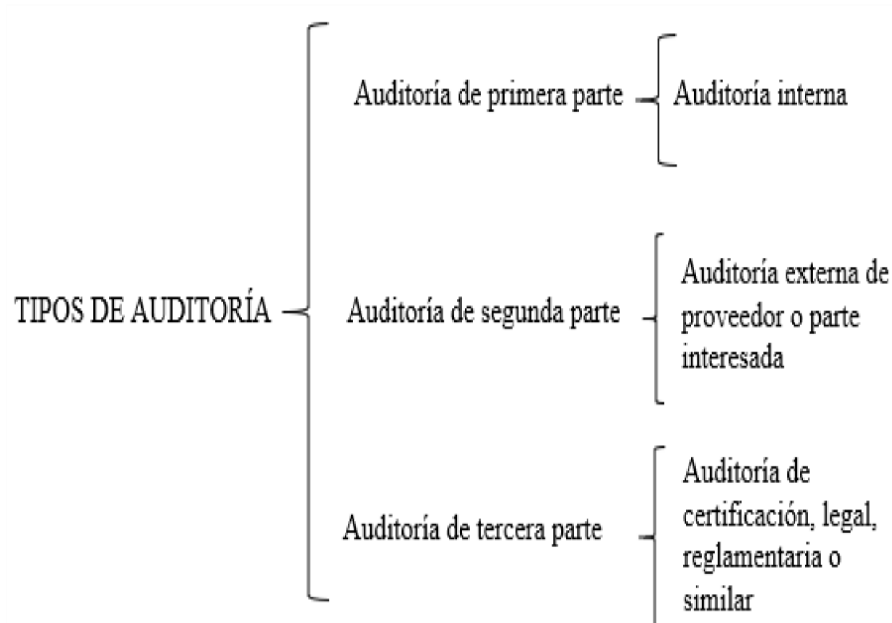 Auditoría de primera parte
Auditoría interna
TIPOS DE AUDITORÍA
Auditoría de segunda parte
Auditoría externa de
proveedor o parte
interesada
Auditoría de tercera parte
Auditoría de
certificación, legal,
reglamentaria o
similar